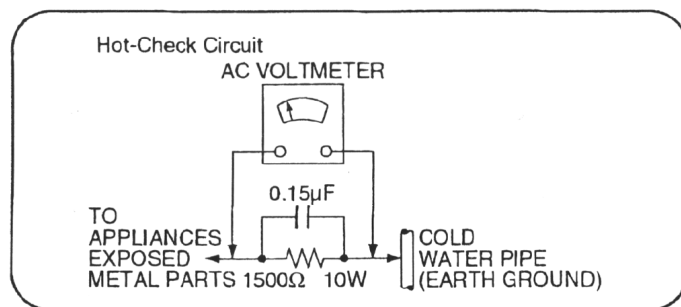 Hot-Check Circuit
AC VOLTMETER
0.15μF
TO
APPLIANCES
EXPOSED
METAL PARTS
1500Ω 10W
COLD
WATER PIPE
(EARTH GROUND)